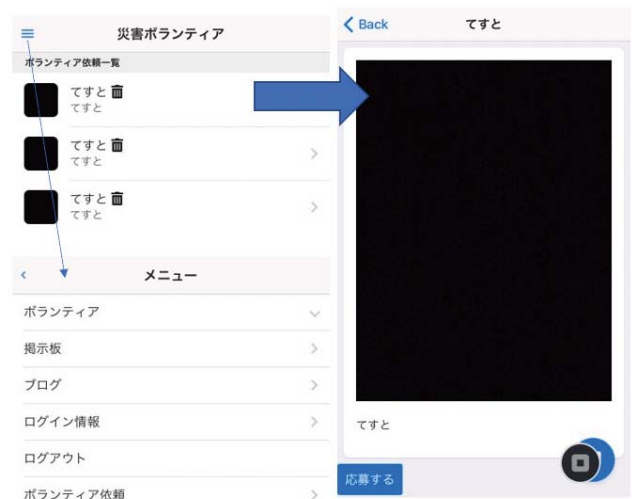 災害ボランティア
ボランティア依頼一覧
てすと
てすと
てすと
てすと
てすと
てすと
メニュー
ボランティア
掲示板
ブログ
ログイン情報
ログアウト
ボランティア依頼
Back
てすと
てすと
応募する